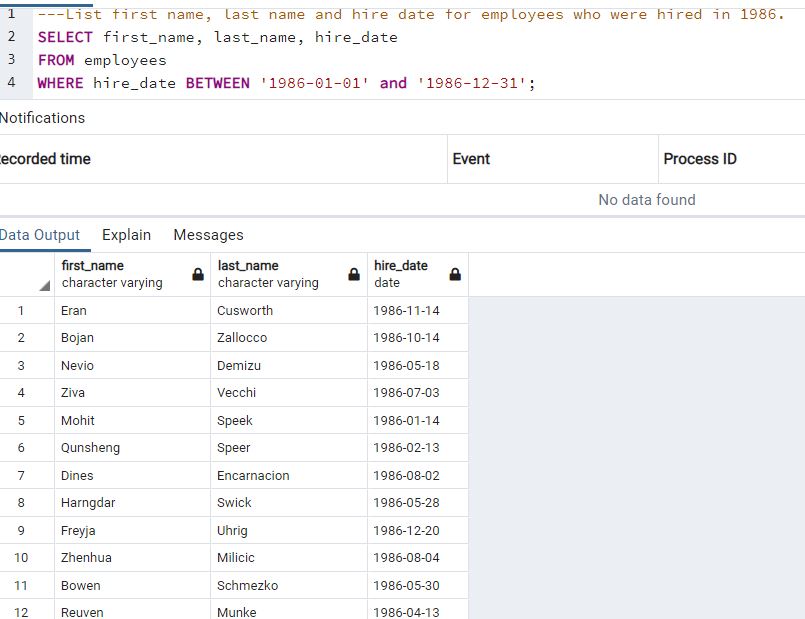 1 ---List first name, last name and hire date for employees who were hired in 1986.
2 SELECT first_name, last_name, hire_date
3 FROM employees
4 WHERE hire_date BETWEEN '1986-01-01' and '1986-12-31';
Notifications
ecorded time Event Process ID
No data found
Data Output Explain Messages
first_name last_name hire_date
character varying character varying date
1 Eran Cusworth 1986-11-14
2 Bojan Zallocco 1986-10-14
3 Nevio Demizu 1986-05-18
4 Ziva Vecchi 1986-07-03
5 Mohit Speek 1986-01-14
6 Qunsheng Speer 1986-02-13
7 Dines Encarnacion 1986-08-02
8 Harngdar Swick 1986-05-28
9 Freyja Uhrig 1986-12-20
10 Zhenhua Milicic 1986-08-04
11 Bowen Schmezko 1986-05-30
12 Reuven Munke 1986-04-13